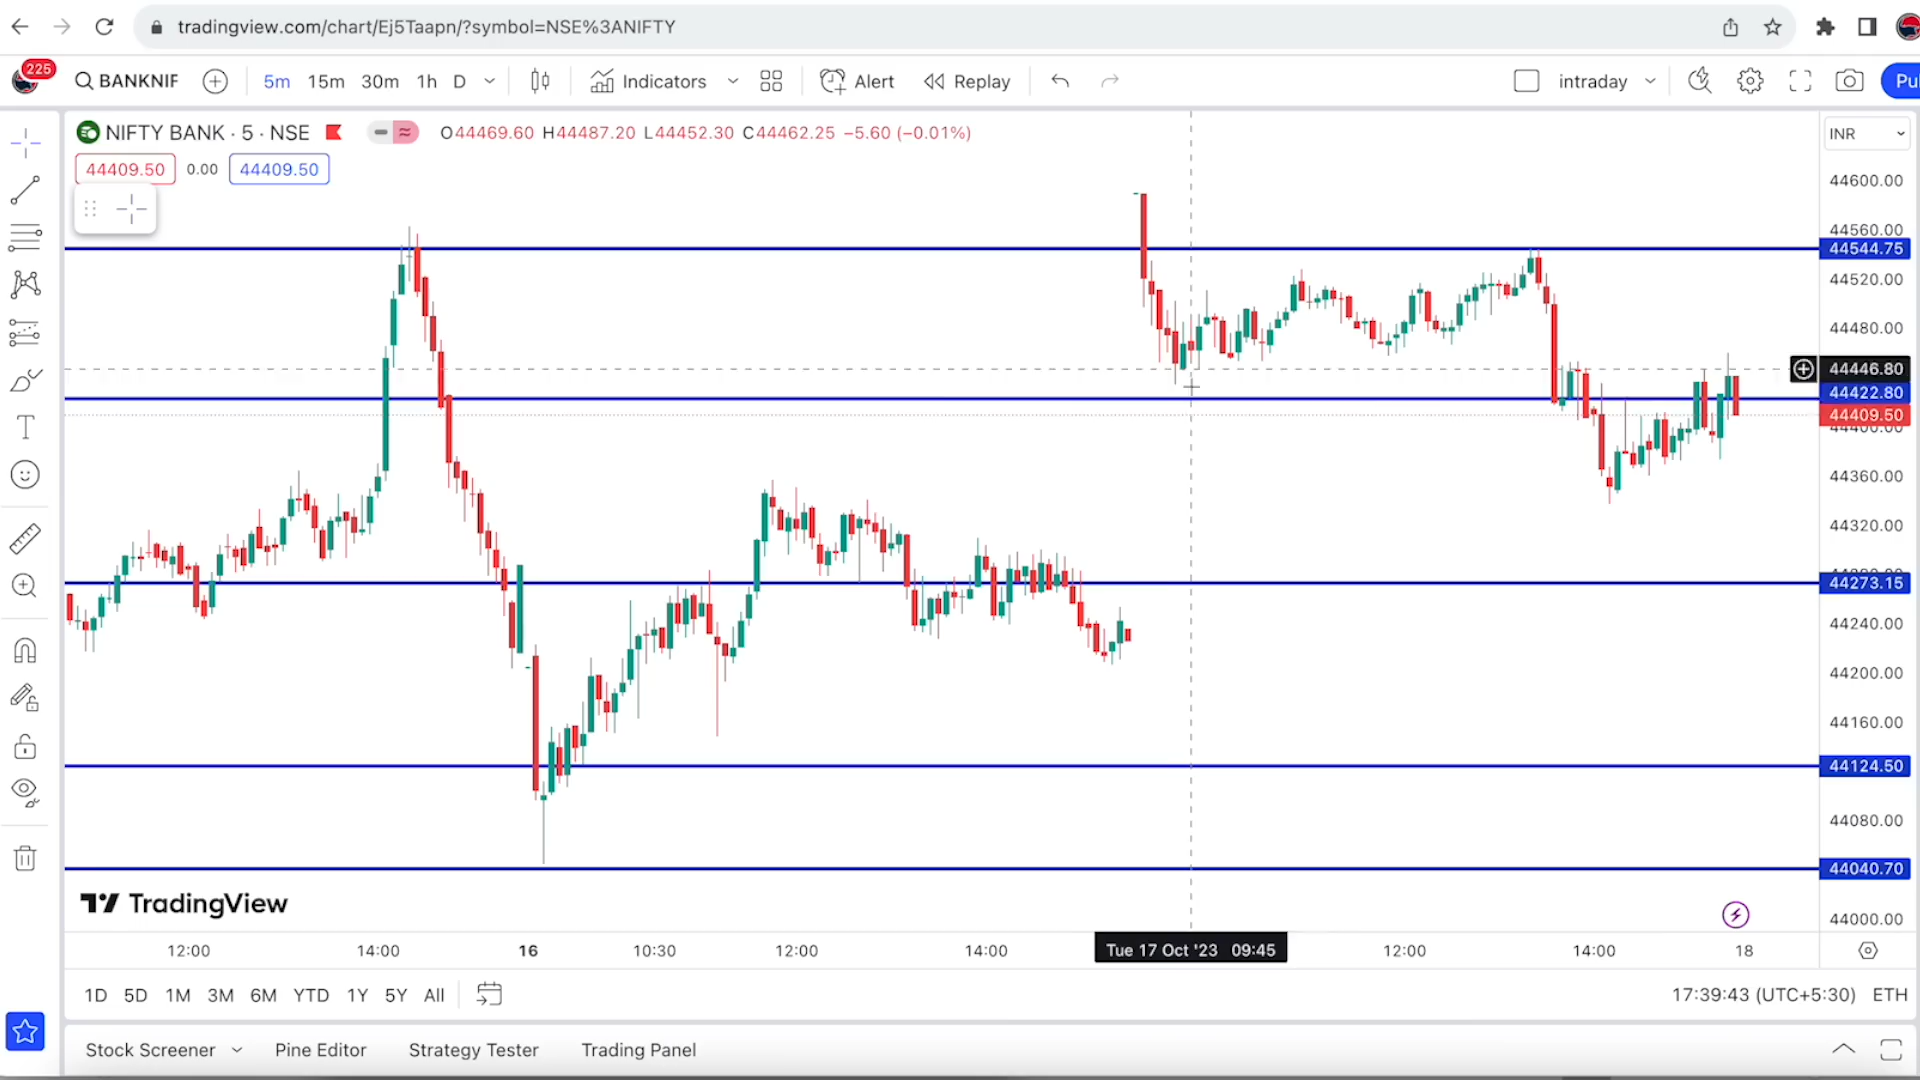 tradingview.com/chart/Ej5Taapn/?symbol=NSE%3ANIFTY
225 BANKNIF 5m 15m 30m 1h D Indicators Alert Replay intraday Pu
NIFTY BANK · 5 · NSE O44469.60 H44487.20 L44452.30 C44462.25 −5.60 (−0.01%) INR
44409.50 0.00 44409.50
44600.00
44560.00
44544.75
44520.00
44480.00
44446.80
44422.80
44409.50
44400.00
44360.00
44320.00
44273.15
44240.00
44200.00
44160.00
44124.50
44080.00
44040.70
TradingView
44000.00
12:00 14:00 16 10:30 12:00 14:00 Tue 17 Oct '23 09:45 12:00 14:00 18
1D 5D 1M 3M 6M YTD 1Y 5Y All 17:39:43 (UTC+5:30) ETH
Stock Screener Pine Editor Strategy Tester Trading Panel